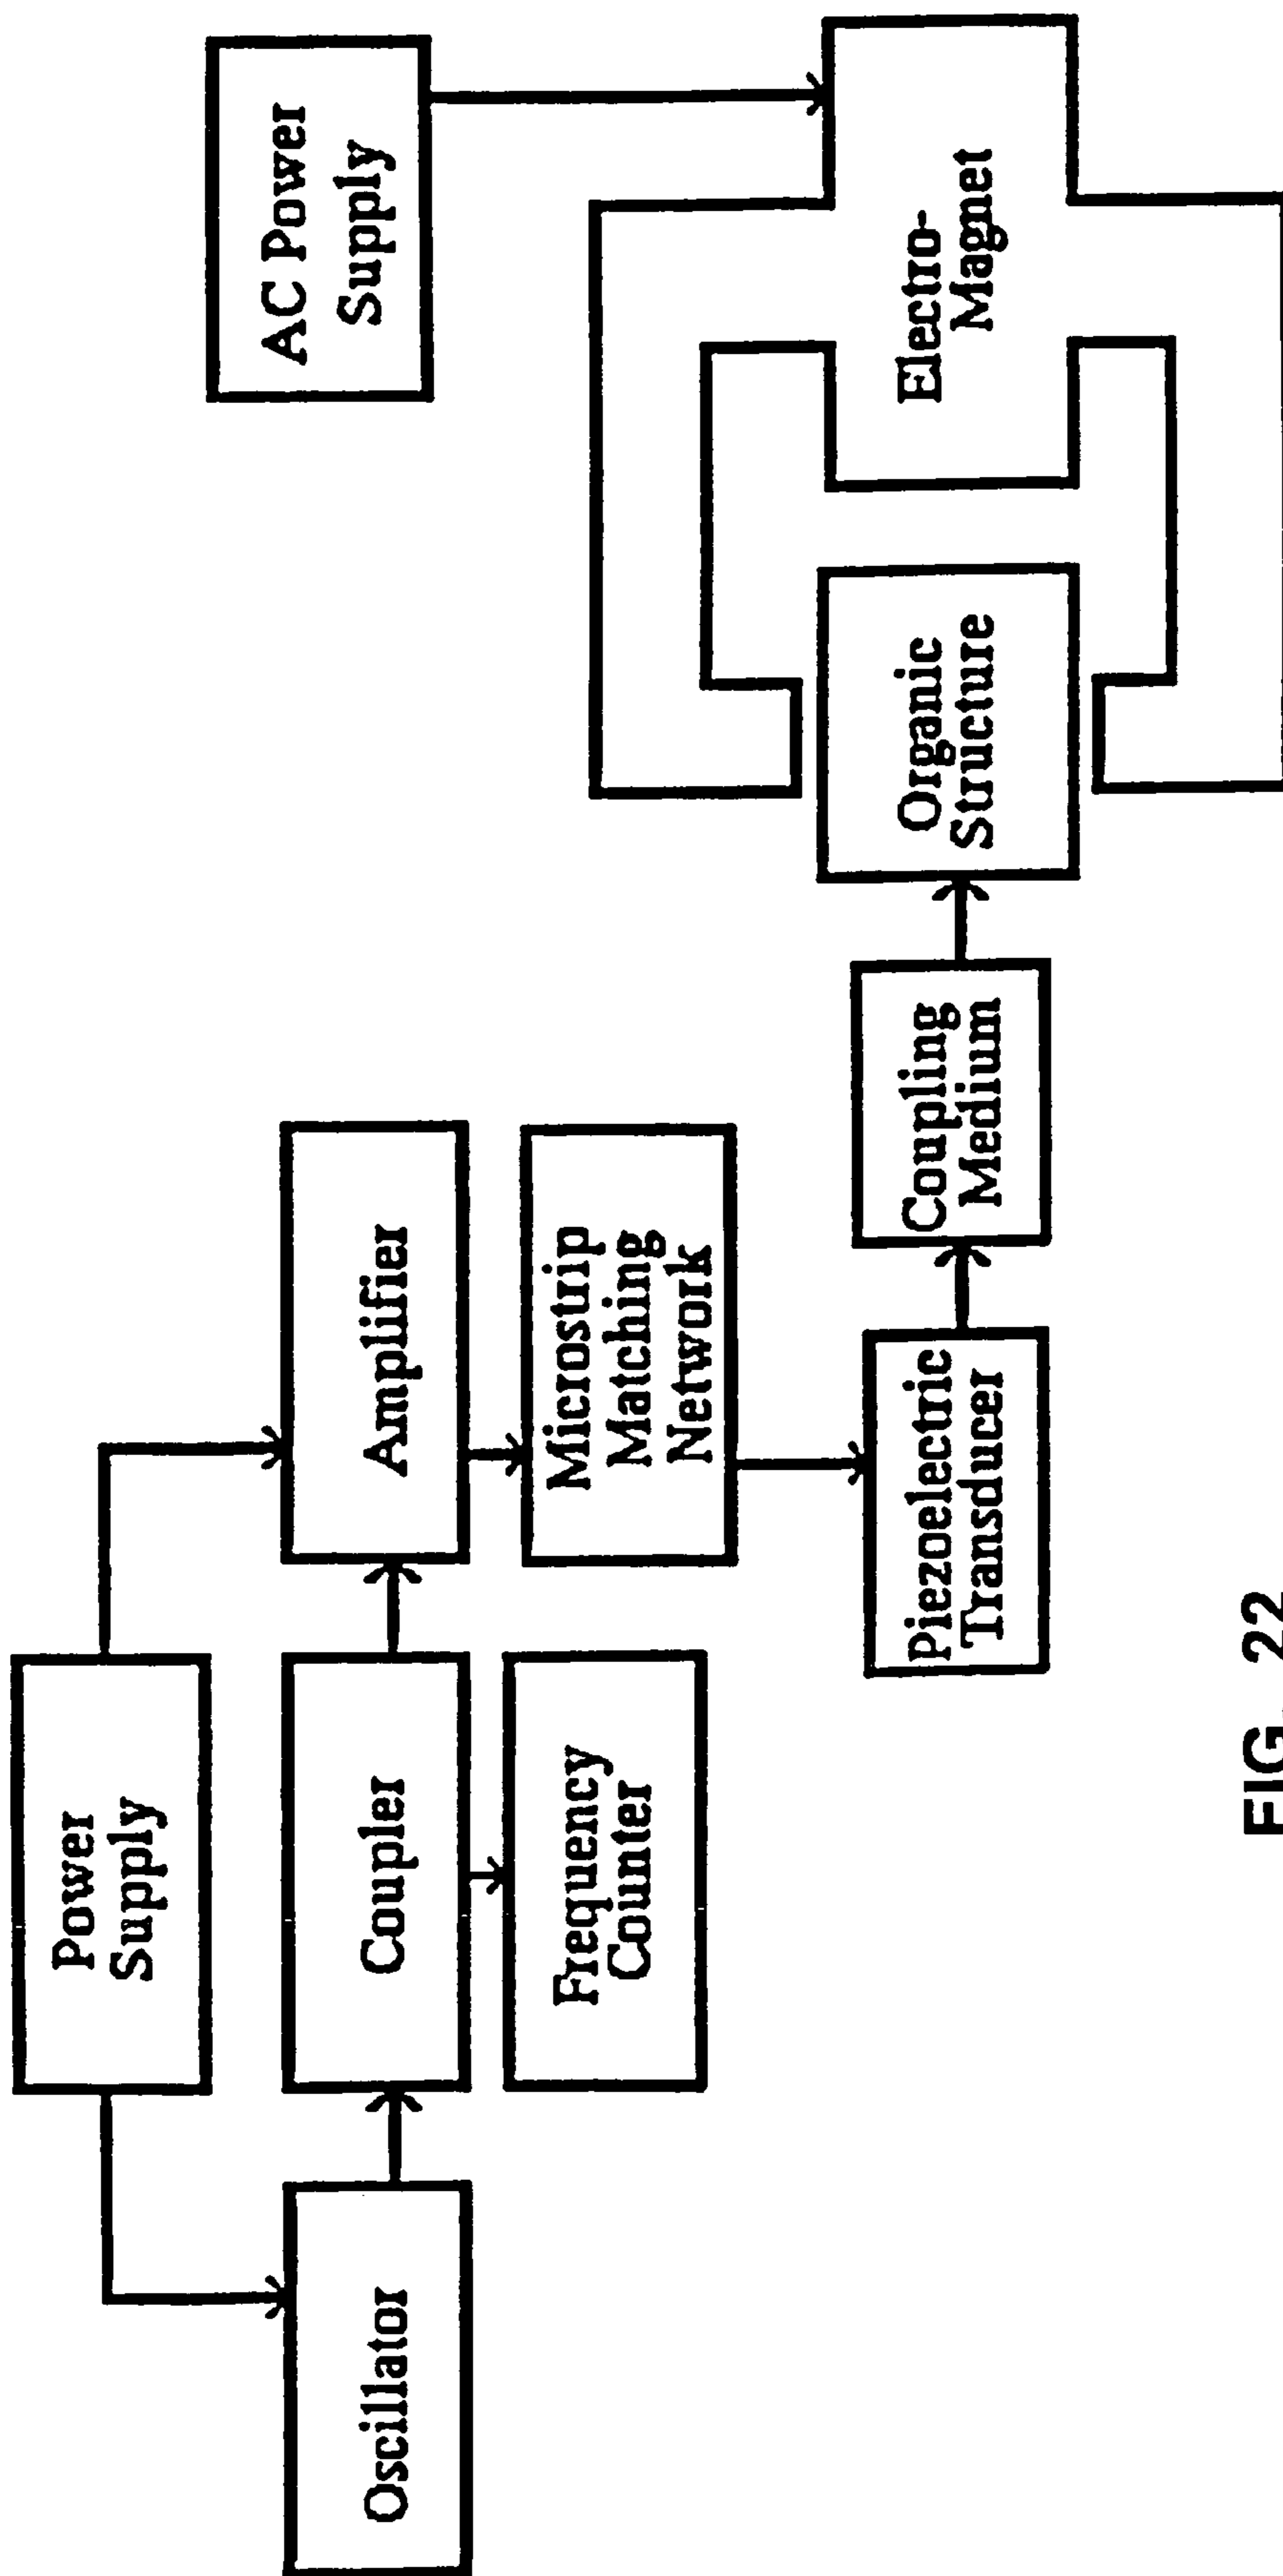 Power
Supply
AC Power
Supply
Oscillator
Coupler
Amplifier
Frequency
Counter
Microstrip
Matching
Network
Piezoelectric
Transducer
Coupling
Medium
Organic
Structure
Electro-
Magnet
FIG. 22